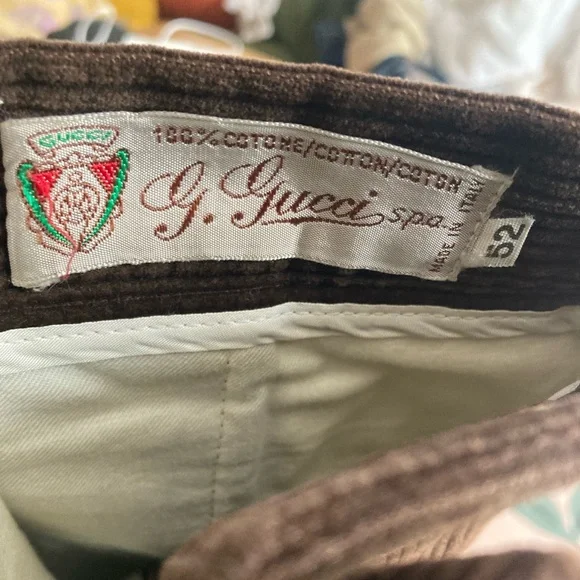 GUCCI
100% COTONE/COTTON/COTON
G. Gucci s.p.a.
MADE IN ITALY
52